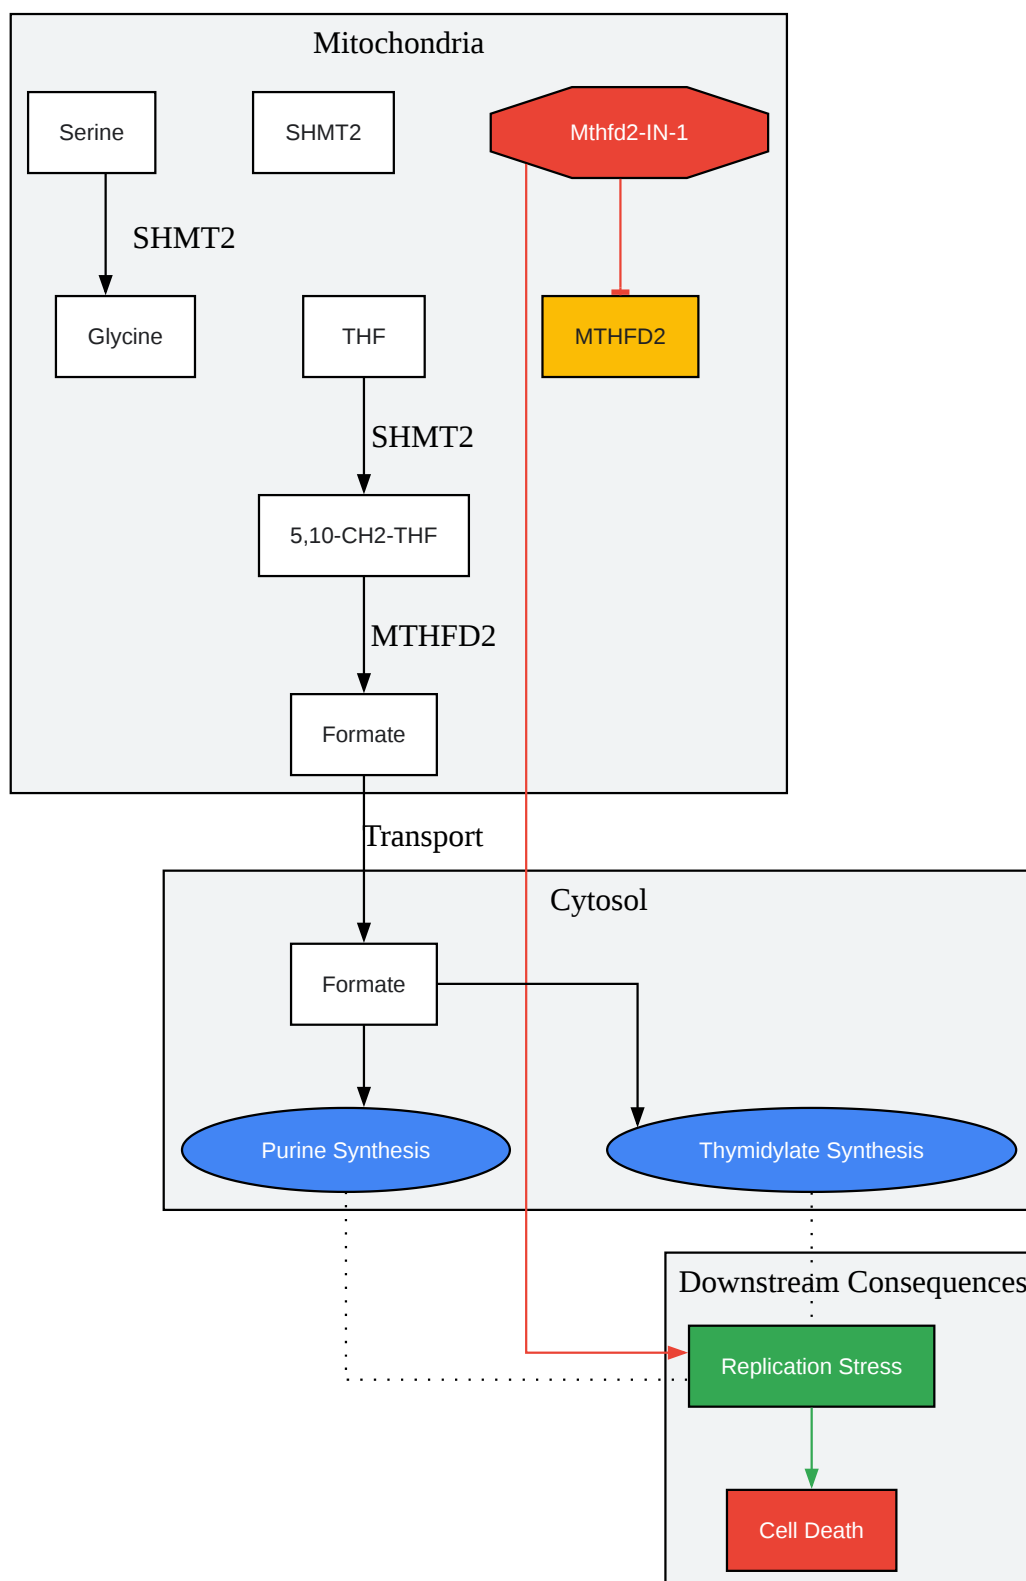 Mitochondria
Serine
SHMT2
Mthfd2-IN-1
SHMT2
Glycine
THF
MTHFD2
SHMT2
5,10-CH2-THF
MTHFD2
Formate
Transport
Cytosol
Formate
Purine Synthesis
Thymidylate Synthesis
Downstream Consequences
Replication Stress
Cell Death